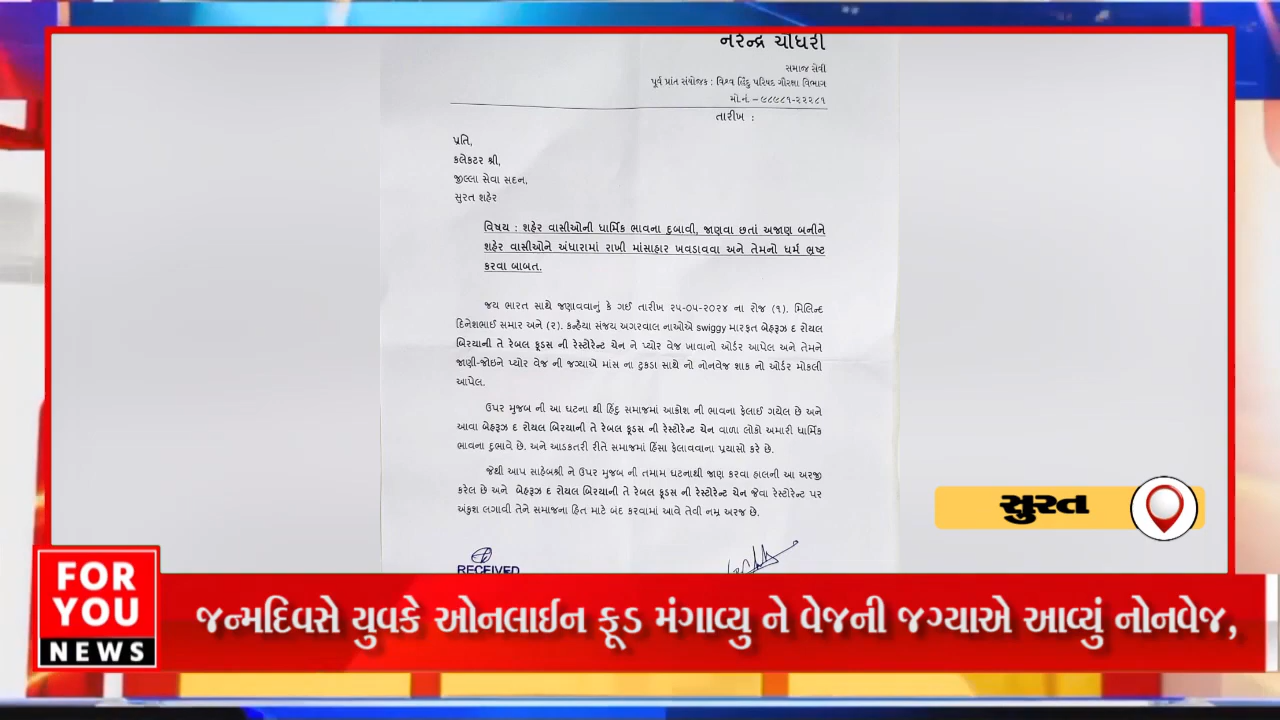 નરેન્દ્ર ચૌધરી
સમાજ સેવી
પૂર્વ પ્રાંત સંયોજક : વિશ્વ હિંદુ પરિષદ ગૌરક્ષા વિભાગ
મો.નં. – ૯૮૯૮૧-૨૨૨૮૧
તારીખ :
પ્રતિ,
કલેકટર શ્રી,
જીલ્લા સેવા સદન,
સુરત શહેર
વિષય : શહેર વાસીઓની ધાર્મિક ભાવના દુબાવી, જાણવા છતાં અજાણ બનીને
શહેર વાસીઓને અંધારામાં રાખી માંસાહાર ખવડાવવા અને તેમનો ધર્મ ભ્રષ્ટ
કરવા બાબત.
જય ભારત સાથે જણાવવાનું કે ગઈ તારીખ ૨૫-૦૫-૨૦૨૪ ના રોજ (૧). મિલિન્દ
દિનેશભાઈ સમાર અને (૨). કન્હૈયા સંજય અગરવાલ નાઓએ swiggy મારફત બેહરૂઝ દ રોયલ
બિરયાની તે રેબલ ફૂડસ ની રેસ્ટોરેન્ટ ચેન ને પ્યોર વેજ ખાવાનો ઓર્ડર આપેલ અને તેમને
જાણી-જોઇને પ્યોર વેજ ની જગ્યાએ માંસ ના ટુકડા સાથે નો નોનવેજ શાક નો ઓર્ડર મોકલી
આપેલ.
ઉપર મુજબ ની આ ઘટના થી હિંદુ સમાજમાં આક્રોશ ની ભાવના ફેલાઈ ગયેલ છે અને
આવા બેહરૂઝ દ રોયલ બિરયાની તે રેબલ ફૂડસ ની રેસ્ટોરેન્ટ ચેન વાળા લોકો અમારી ધાર્મિક
ભાવના દુભાવે છે. અને આડકતરી રીતે સમાજમાં હિંસા ફેલાવવાના પ્રયાસો કરે છે.
જેથી આપ સાહેબશ્રી ને ઉપર મુજબ ની તમામ ઘટનાથી જાણ કરવા હાલની આ અરજી
કરેલ છે અને બેહરૂઝ દ રોયલ બિરયાની તે રેબલ ફૂડસ ની રેસ્ટોરેન્ટ ચેન જેવા રેસ્ટોરેન્ટ પર
અંકુશ લગાવી તેને સમાજના હિત માટે બંદ કરવામાં આવે તેવી નમ્ર અરજ છે.
RECEIVED
સુરત
FOR
YOU
NEWS
જન્મદિવસે યુવકે ઓનલાઈન ફૂડ મંગાવ્યુ ને વેજની જગ્યાએ આવ્યું નોનવેજ,